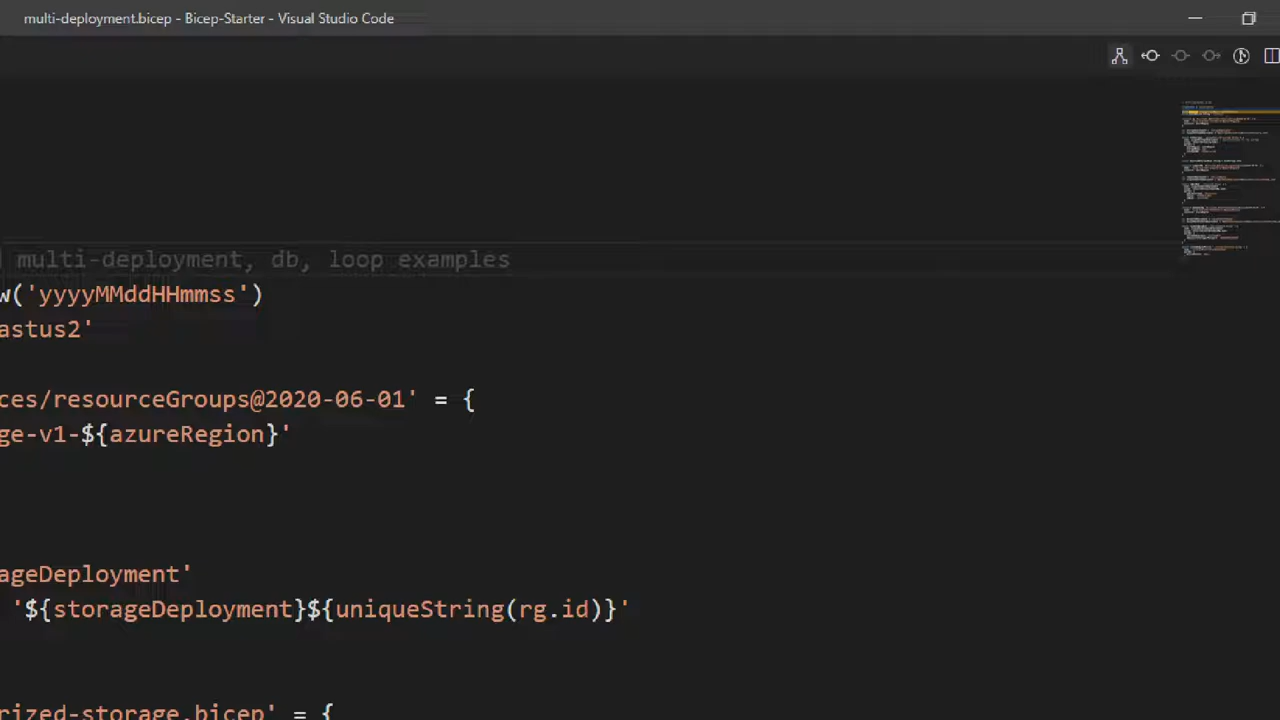 multi-deployment.bicep - Bicep-Starter - Visual Studio Code
multi-deployment, db, loop examples
w('yyyyMMddHHmmss')
astus2'
ces/resourceGroups@2020-06-01' = {
ge-v1-${azureRegion}'
ageDeployment'
'${storageDeployment}${uniqueString(rg.id)}'
rized-storage.bicep' = {